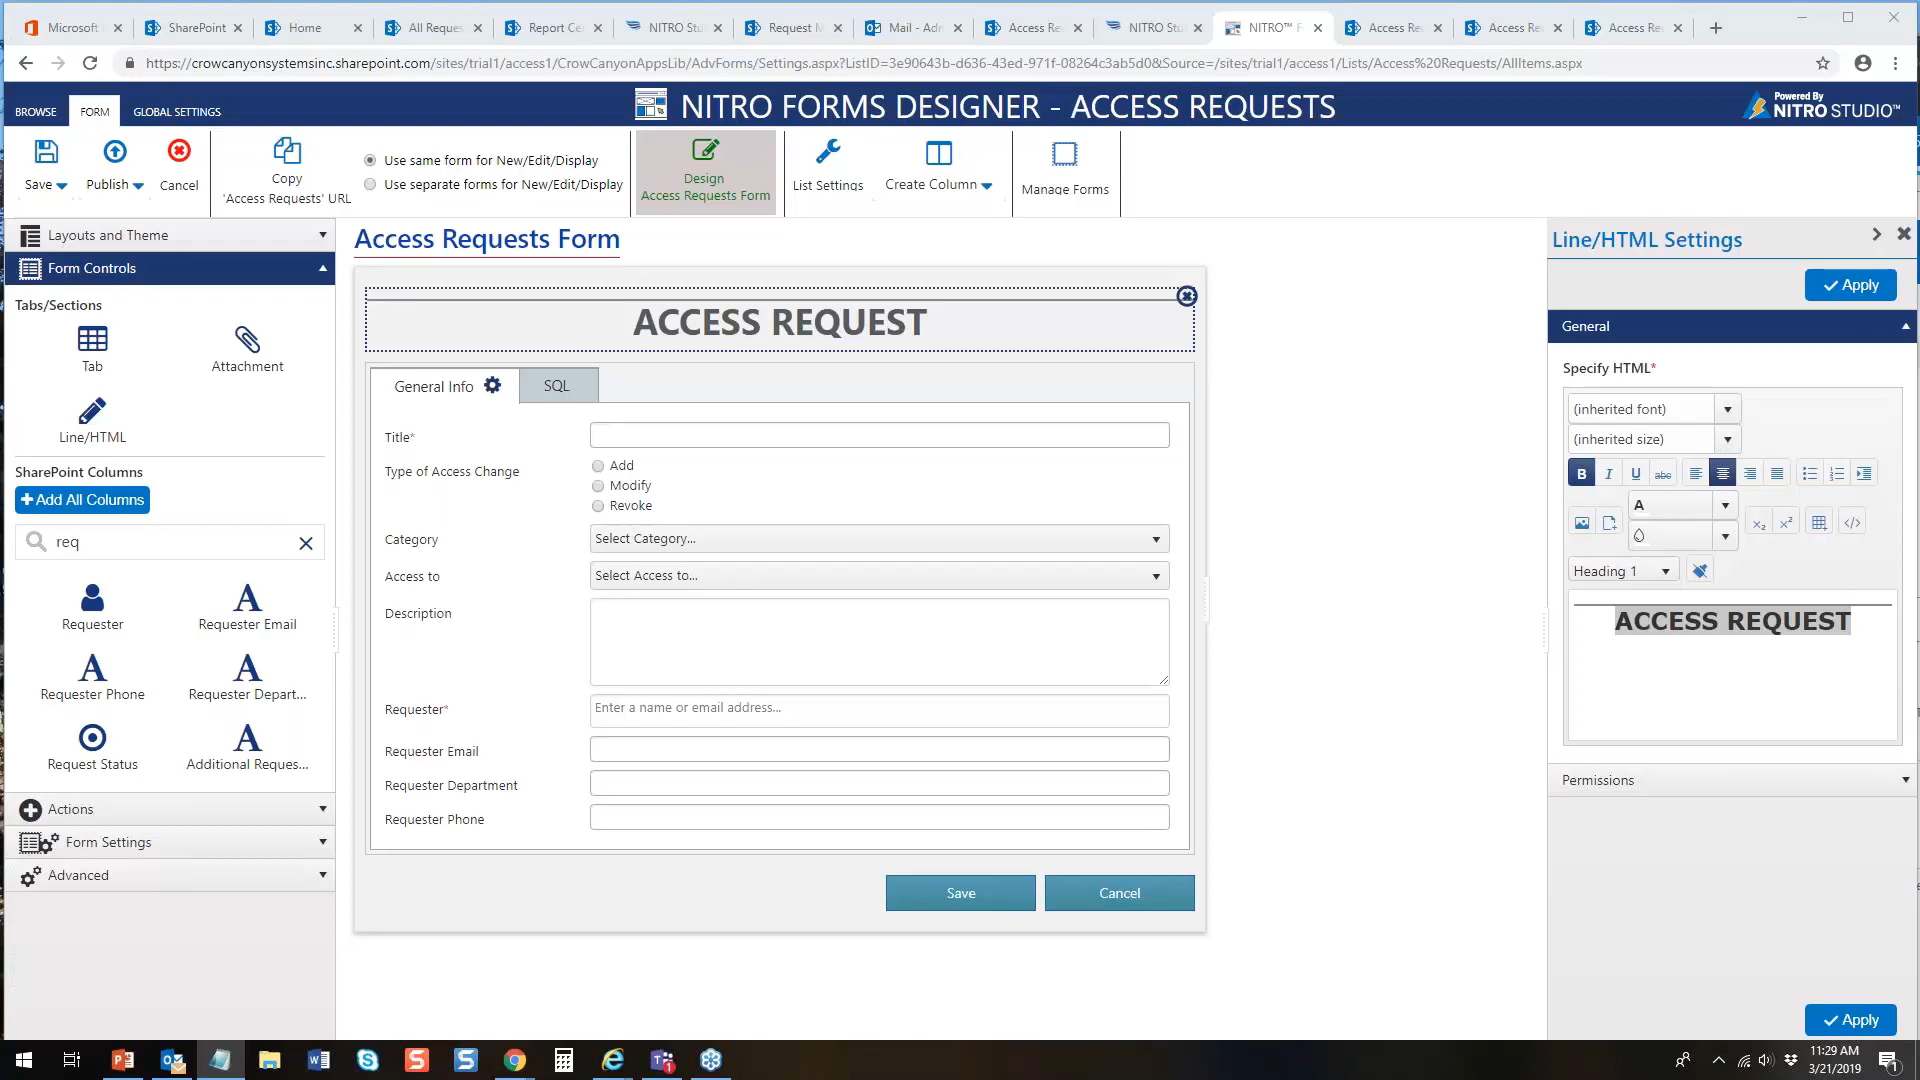 Microsoft
SharePoint
Home
All Reques
Report Ce
NITRO Stu
Request M
Mail - Adm
Access Re
NITRO Stu
NITRO™ F
Access Re
Access Re
Access Re
https://crowcanyonsystemsinc.sharepoint.com/sites/trial1/access1/CrowCanyonAppsLib/AdvForms/Settings.aspx?ListID=3e90643b-d636-43ed-971f-08264c3ab5d0&Source=/sites/trial1/access1/Lists/Access%20Requests/AllItems.aspx
BROWSE
FORM
GLOBAL SETTINGS
NITRO FORMS DESIGNER - ACCESS REQUESTS
Powered By
NITRO STUDIO™
Save
Publish
Cancel
Copy
'Access Requests' URL
Use same form for New/Edit/Display
Use separate forms for New/Edit/Display
Design
Access Requests Form
List Settings
Create Column
Manage Forms
Layouts and Theme
Form Controls
Tabs/Sections
Tab
Attachment
Line/HTML
SharePoint Columns
Add All Columns
req
Requester
Requester Email
Requester Phone
Requester Depart...
Request Status
Additional Reques...
Actions
Form Settings
Advanced
Access Requests Form
ACCESS REQUEST
General Info
SQL
Title*
Type of Access Change
Add
Modify
Revoke
Category
Select Category...
Access to
Select Access to...
Description
Requester*
Enter a name or email address...
Requester Email
Requester Department
Requester Phone
Save
Cancel
Line/HTML Settings
Apply
General
Specify HTML*
(inherited font)
(inherited size)
B I U abc
A
Heading 1
ACCESS REQUEST
Permissions
Apply
11:29 AM
3/21/2019